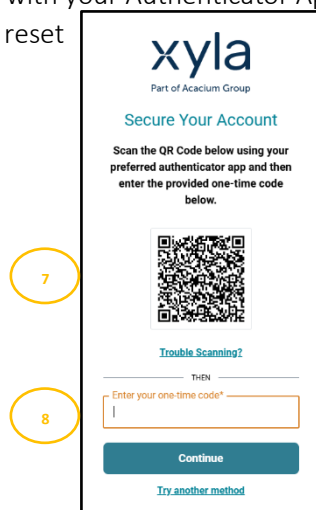 with your Authenticator Ap
reset
xyla
Part of Acacium Group
Secure Your Account
Scan the QR Code below using your
preferred authenticator app and then
enter the provided one-time code
below.
7
Trouble Scanning?
THEN
Enter your one-time code*
8
Continue
Try another method